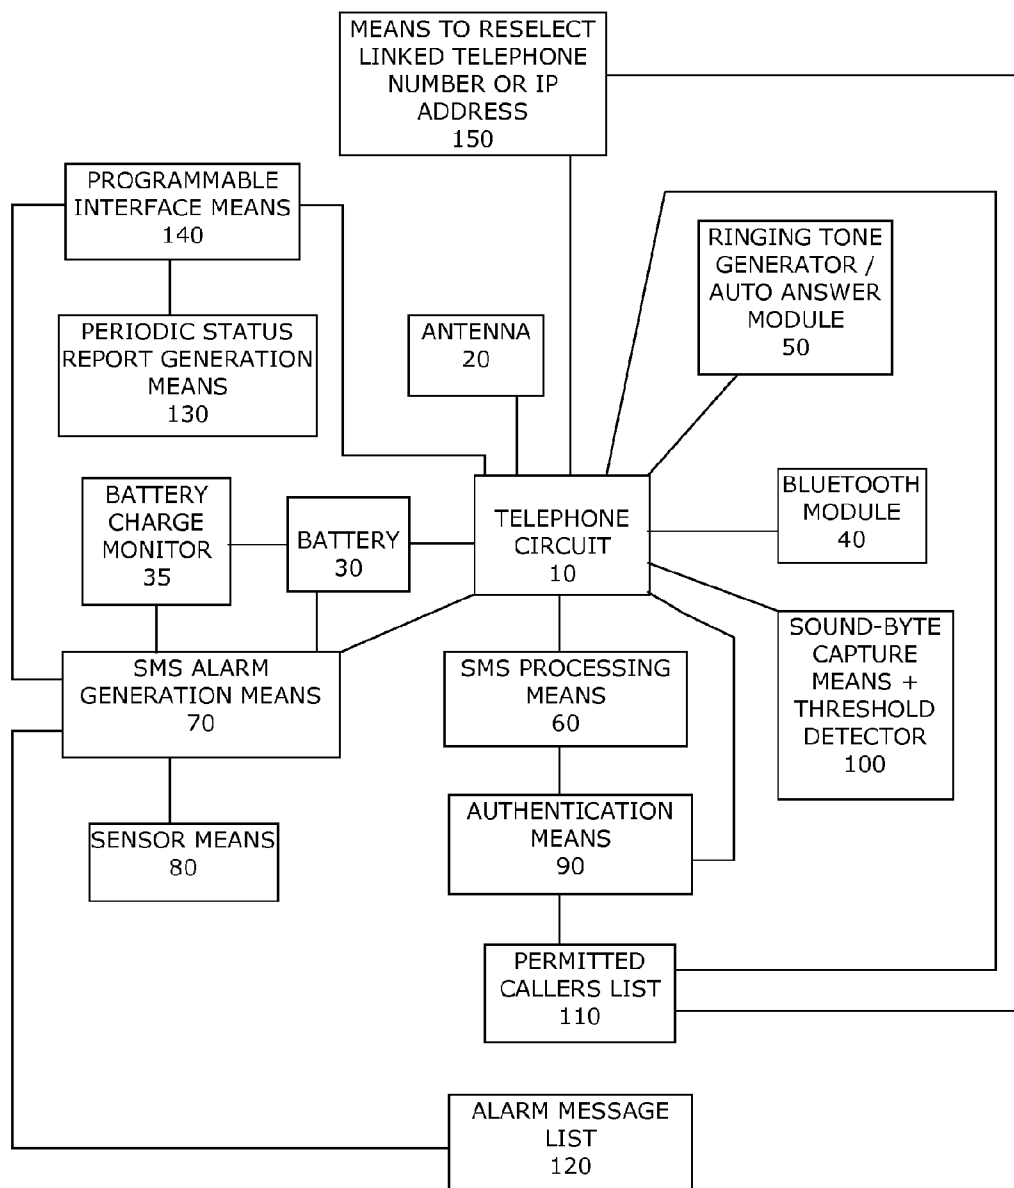 MEANS TO RESELECT
LINKED TELEPHONE
NUMBER OR IP
ADDRESS
150
PROGRAMMABLE
INTERFACE MEANS
140
RINGING TONE
GENERATOR /
AUTO ANSWER
MODULE
50
PERIODIC STATUS
REPORT GENERATION
MEANS
130
ANTENNA
20
BATTERY
CHARGE
MONITOR
35
BATTERY
30
TELEPHONE
CIRCUIT
10
BLUETOOTH
MODULE
40
SMS ALARM
GENERATION MEANS
70
SMS PROCESSING
MEANS
60
SOUND-BYTE
CAPTURE
MEANS +
THRESHOLD
DETECTOR
100
SENSOR MEANS
80
AUTHENTICATION
MEANS
90
PERMITTED
CALLERS LIST
110
ALARM MESSAGE
LIST
120